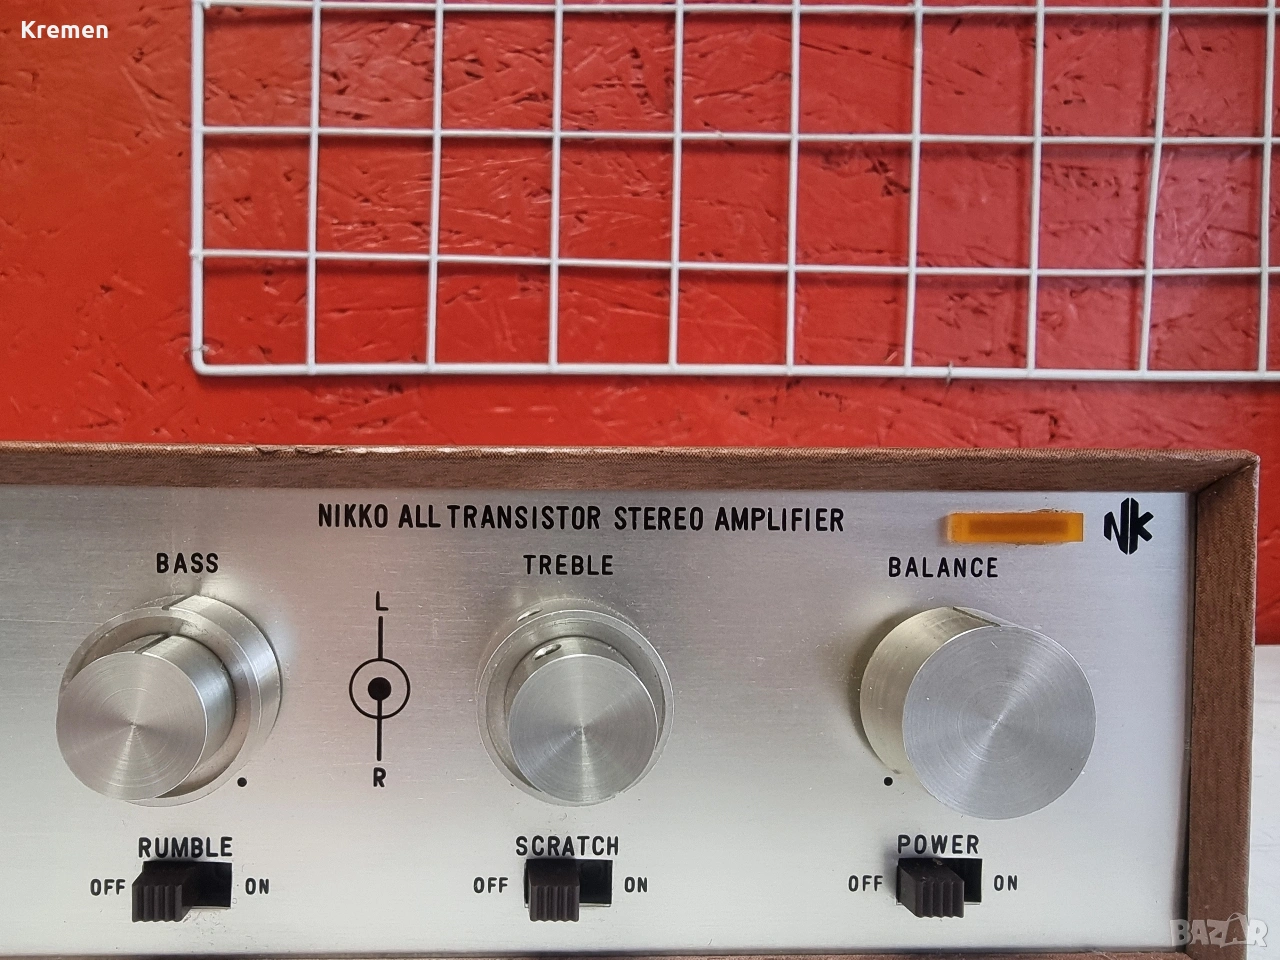 Kremen
NIKKO ALL TRANSISTOR STEREO AMPLIFIER
NK
BASS
TREBLE
BALANCE
L
R
RUMBLE
SCRATCH
POWER
OFF ON
OFF ON
OFF ON
BAZAR